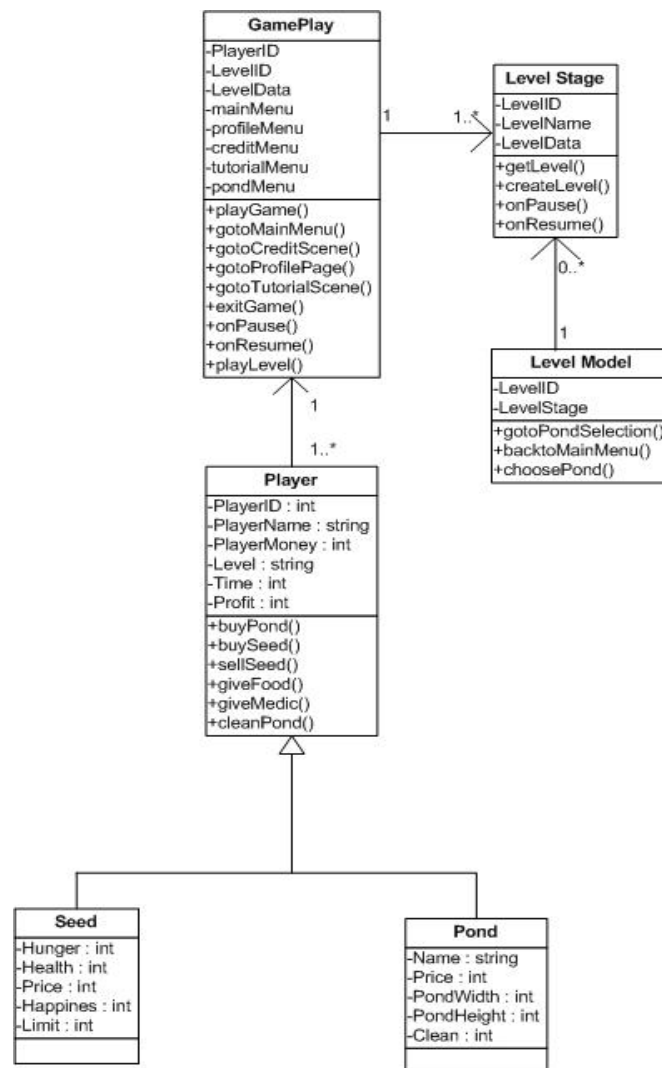 GamePlay
-PlayerID
-LevelID
-LevelData
-mainMenu
-profileMenu
-creditMenu
-tutorialMenu
-pondMenu
+playGame()
+gotoMainMenu()
+gotoCreditScene()
+gotoProfilePage()
+gotoTutorialScene()
+exitGame()
+onPause()
+onResume()
+playLevel()
1
1..*
Level Stage
-LevelID
-LevelName
-LevelData
+getLevel()
+createLevel()
+onPause()
+onResume()
0..*
1
Level Model
-LevelID
-LevelStage
+gotoPondSelection()
+backtoMainMenu()
+choosePond()
1
1..*
Player
-PlayerID : int
-PlayerName : string
-PlayerMoney : int
-Level : string
-Time : int
-Profit : int
+buyPond()
+buySeed()
+sellSeed()
+giveFood()
+giveMedic()
+cleanPond()
Seed
-Hunger : int
-Health : int
-Price : int
-Happines : int
-Limit : int
Pond
-Name : string
-Price : int
-PondWidth : int
-PondHeight : int
-Clean : int